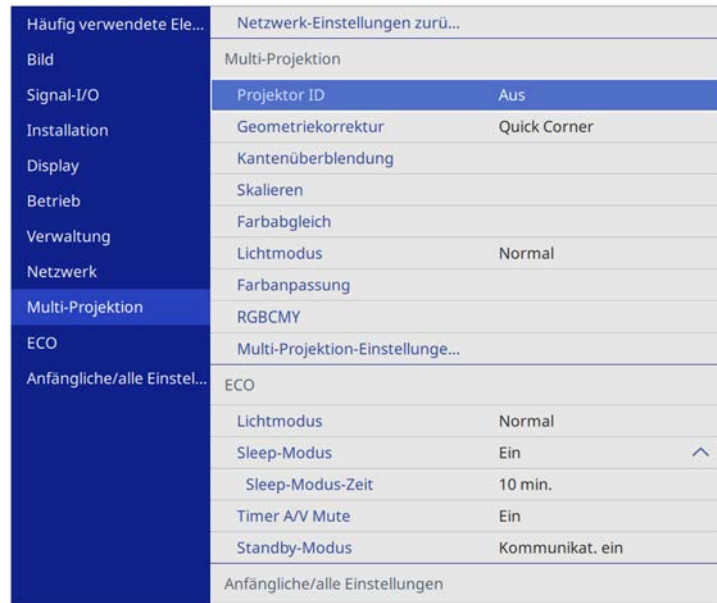 Häufig verwendete Ele...
Bild
Signal-I/O
Installation
Display
Betrieb
Verwaltung
Netzwerk
Multi-Projektion
ECO
Anfängliche/alle Einstel...
Netzwerk-Einstellungen zurü...
Multi-Projektion
Projektor ID Aus
Geometriekorrektur Quick Corner
Kantenüberblendung
Skalieren
Farbabgleich
Lichtmodus Normal
Farbanpassung
RGBCMY
Multi-Projektion-Einstellunge...
ECO
Lichtmodus Normal
Sleep-Modus Ein
Sleep-Modus-Zeit 10 min.
Timer A/V Mute Ein
Standby-Modus Kommunikat. ein
Anfängliche/alle Einstellungen